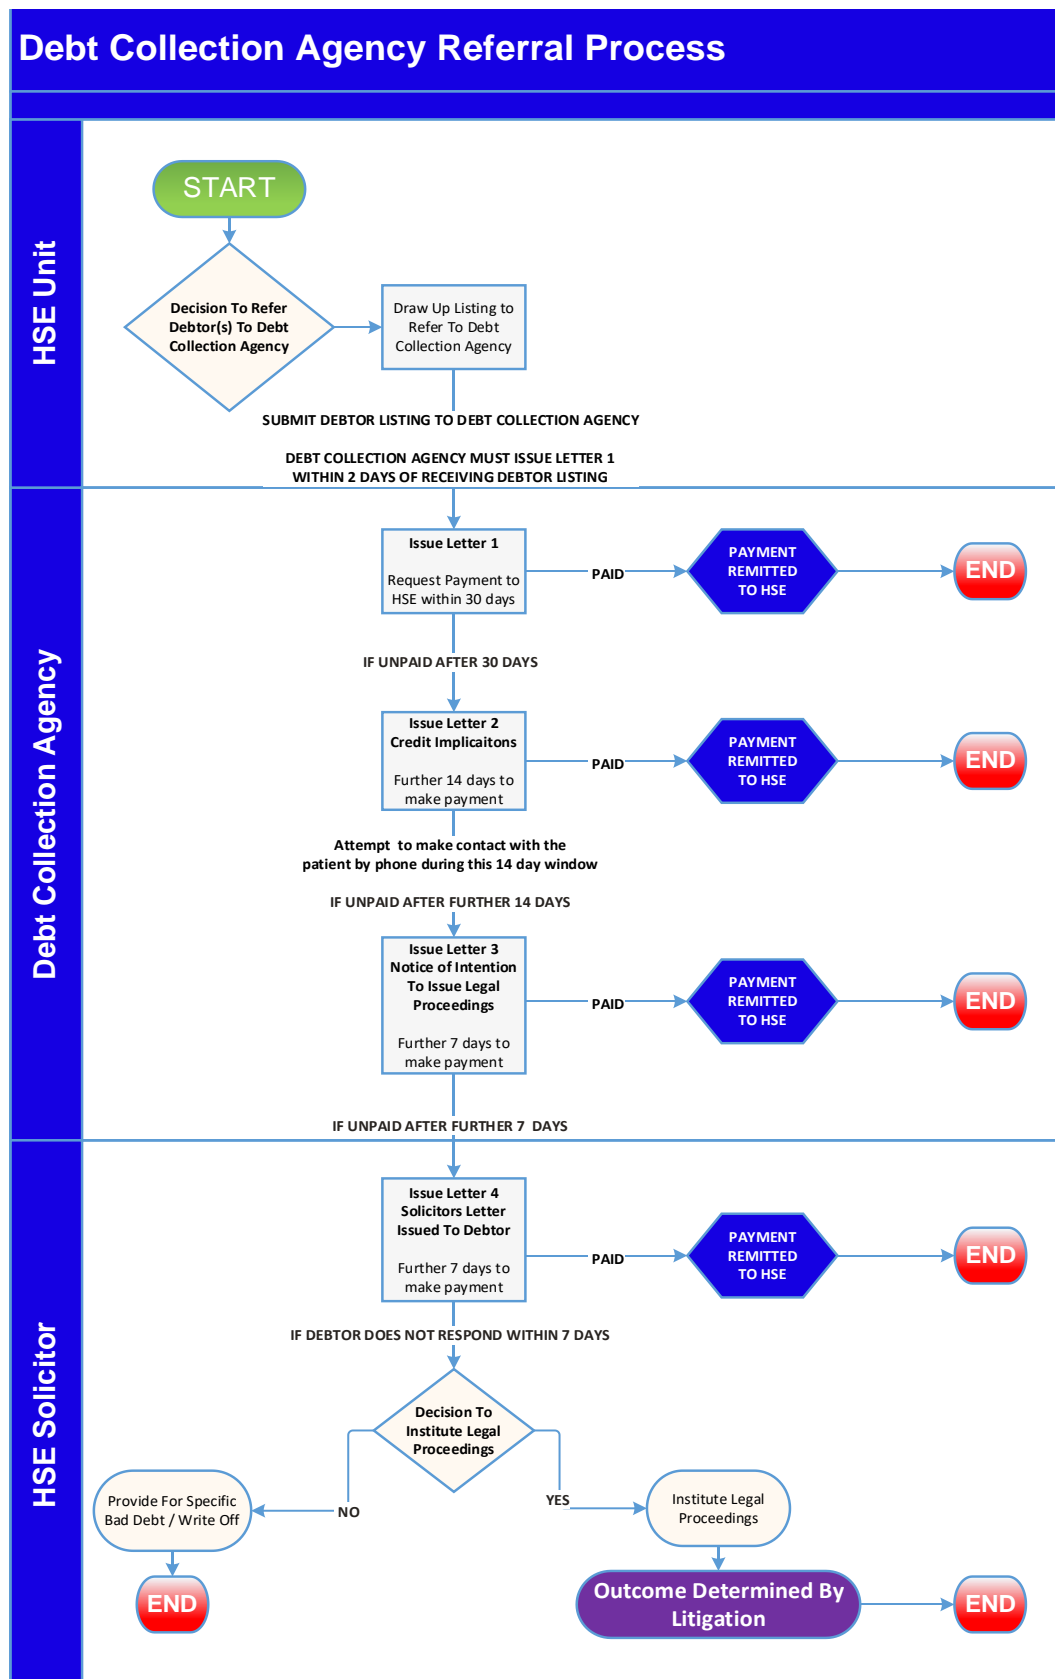 Debt Collection Agency Referral Process
HSE Unit
START
Decision To Refer
Debtor(s) To Debt
Collection Agency
Draw Up Listing to
Refer To Debt
Collection Agency
SUBMIT DEBTOR LISTING TO DEBT COLLECTION AGENCY
DEBT COLLECTION AGENCY MUST ISSUE LETTER 1
WITHIN 2 DAYS OF RECEIVING DEBTOR LISTING
Debt Collection Agency
Issue Letter 1
Request Payment to
HSE within 30 days
PAID
PAYMENT
REMITTED
TO HSE
END
IF UNPAID AFTER 30 DAYS
Issue Letter 2
Credit Implicaitons
Further 14 days to
make payment
PAID
PAYMENT
REMITTED
TO HSE
END
Attempt to make contact with the
patient by phone during this 14 day window
IF UNPAID AFTER FURTHER 14 DAYS
Issue Letter 3
Notice of Intention
To Issue Legal
Proceedings
Further 7 days to
make payment
PAID
PAYMENT
REMITTED
TO HSE
END
IF UNPAID AFTER FURTHER 7 DAYS
HSE Solicitor
Issue Letter 4
Solicitors Letter
Issued To Debtor
Further 7 days to
make payment
PAID
PAYMENT
REMITTED
TO HSE
END
IF DEBTOR DOES NOT RESPOND WITHIN 7 DAYS
Decision To
Institute Legal
Proceedings
NO
Provide For Specific
Bad Debt / Write Off
END
YES
Institute Legal
Proceedings
Outcome Determined By
Litigation
END